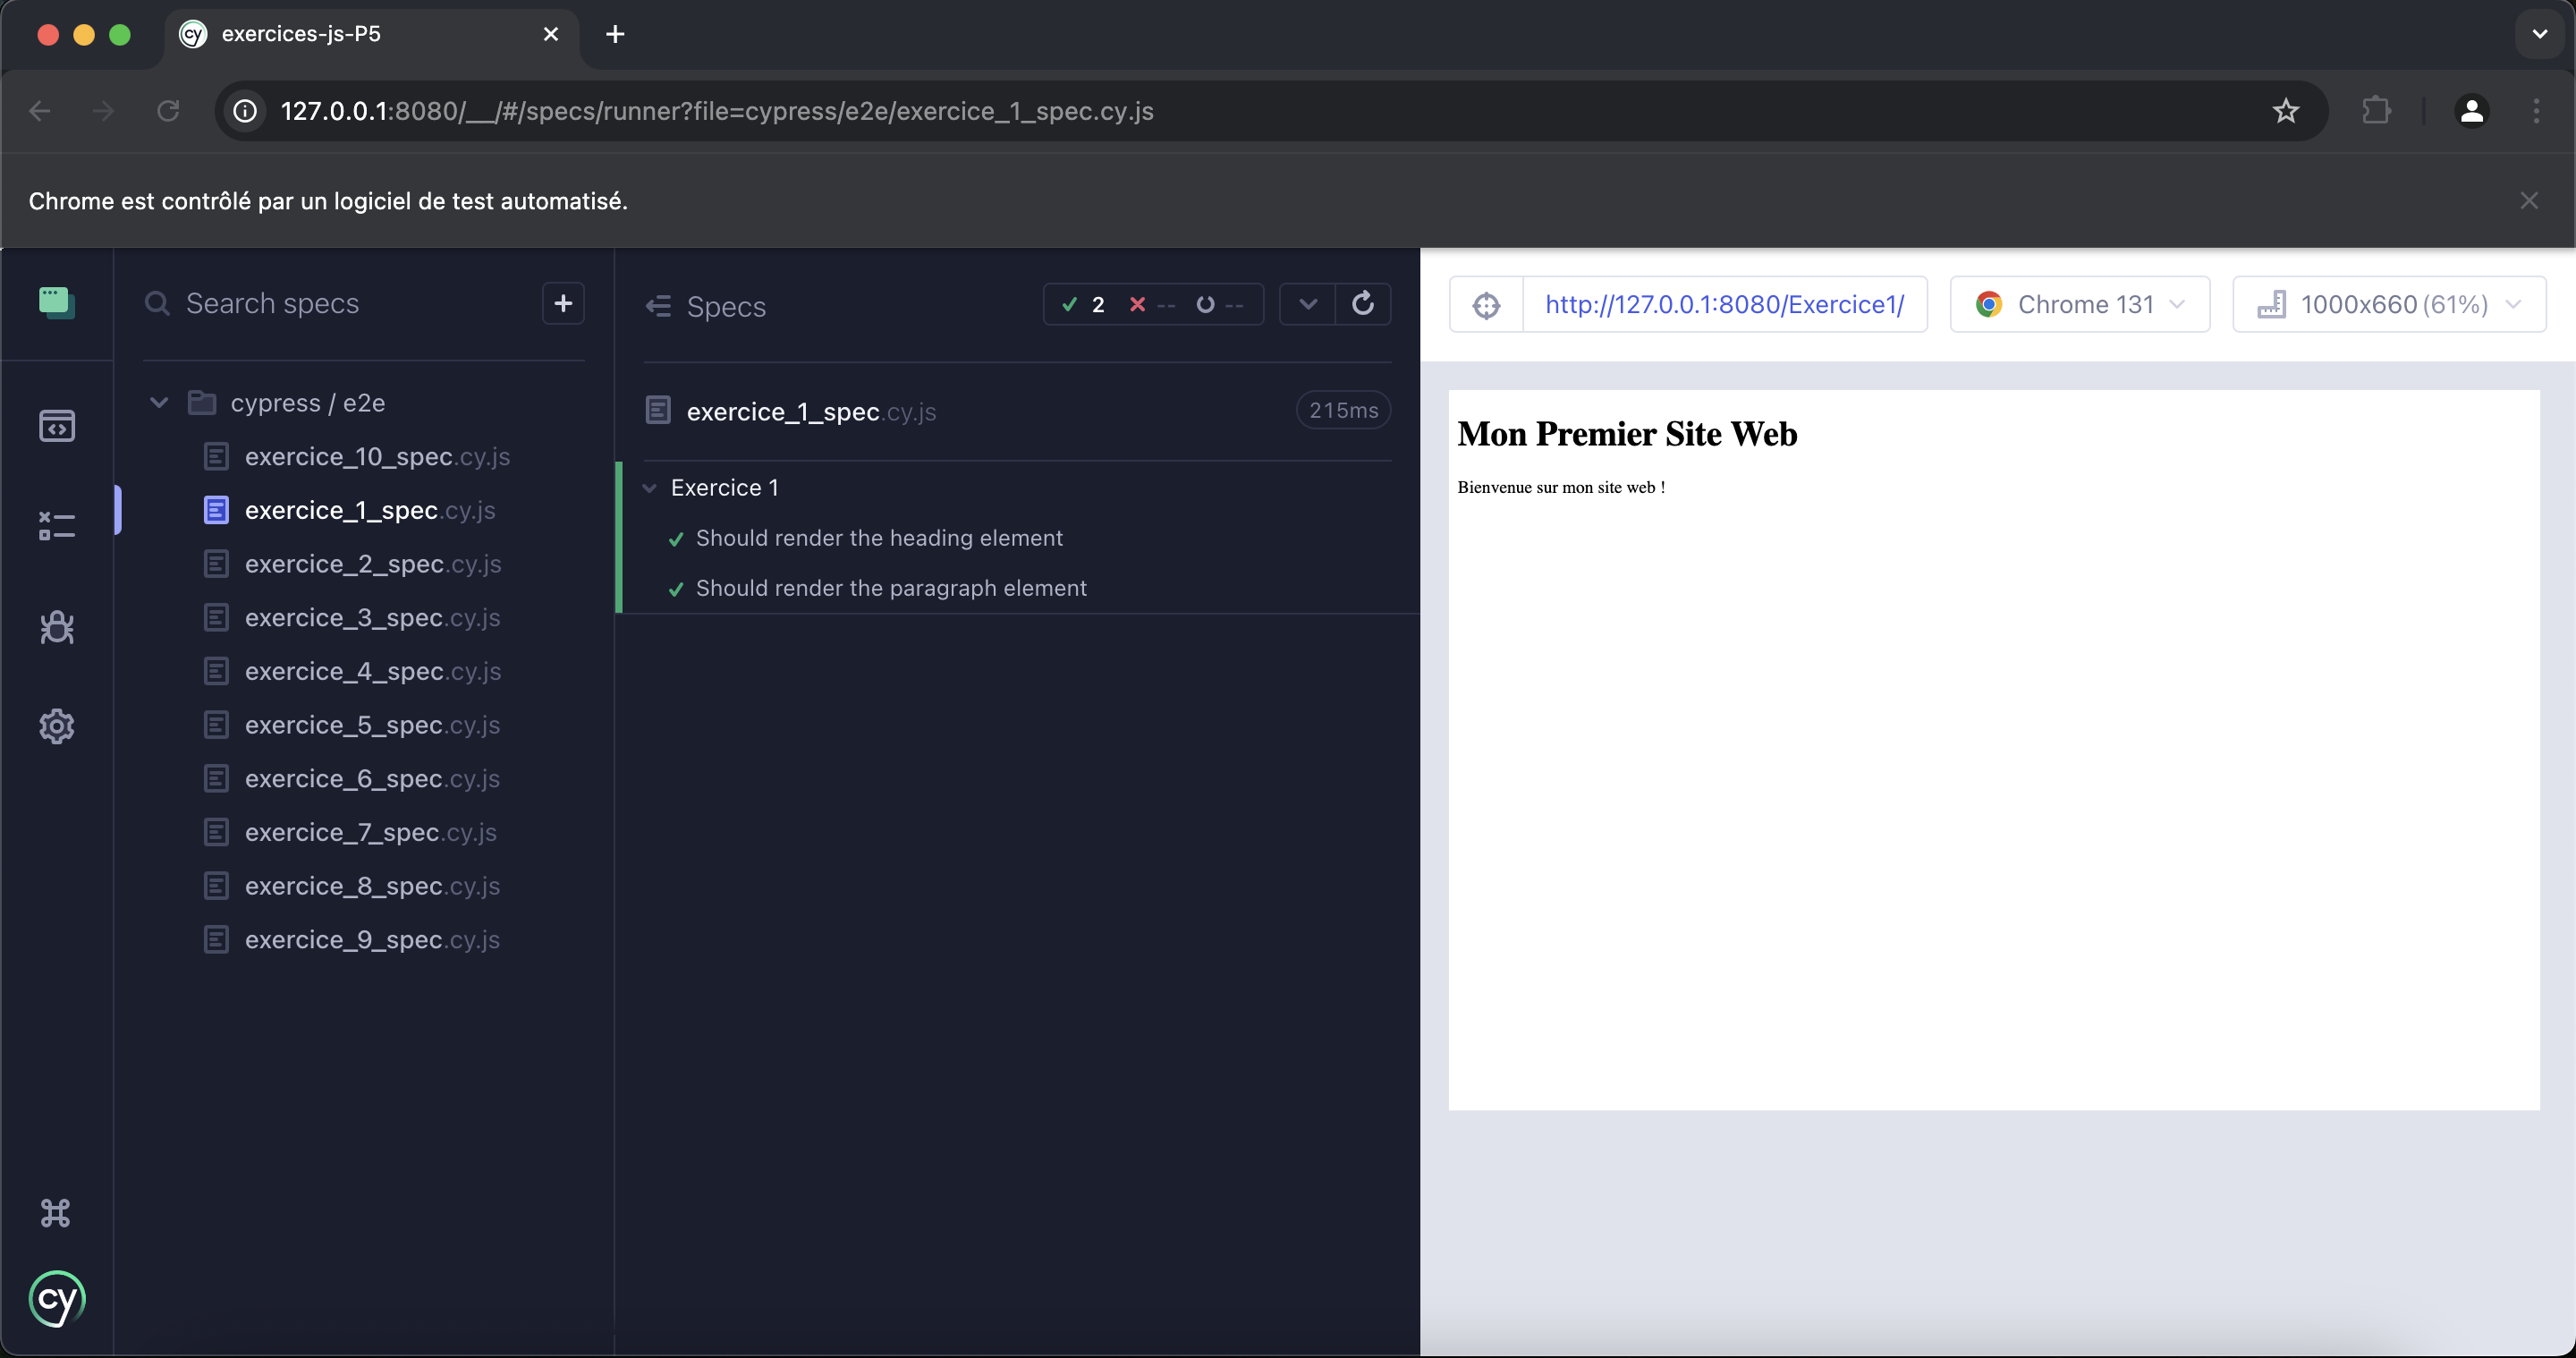 exercices-js-P5
127.0.0.1:8080/__/#/specs/runner?file=cypress/e2e/exercice_1_spec.cy.js
Chrome est contrôlé par un logiciel de test automatisé.
Search specs
cypress / e2e
exercice_10_spec.cy.js
exercice_1_spec.cy.js
exercice_2_spec.cy.js
exercice_3_spec.cy.js
exercice_4_spec.cy.js
exercice_5_spec.cy.js
exercice_6_spec.cy.js
exercice_7_spec.cy.js
exercice_8_spec.cy.js
exercice_9_spec.cy.js
cy
Specs
2 -- --
exercice_1_spec.cy.js 215ms
Exercice 1
Should render the heading element
Should render the paragraph element
http://127.0.0.1:8080/Exercice1/ Chrome 131 1000x660 (61%)
Mon Premier Site Web
Bienvenue sur mon site web !